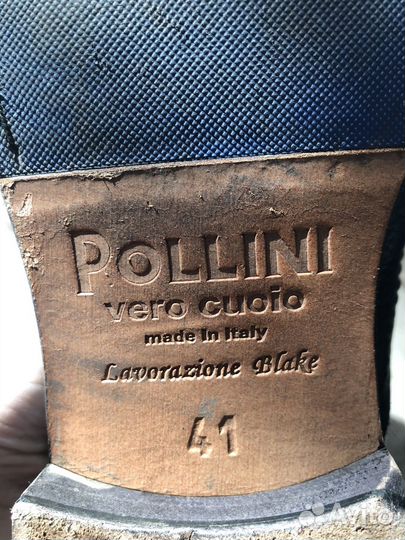 POLLINI
vero cuoio
made in Italy
Lavorazione Blake
41
Avito